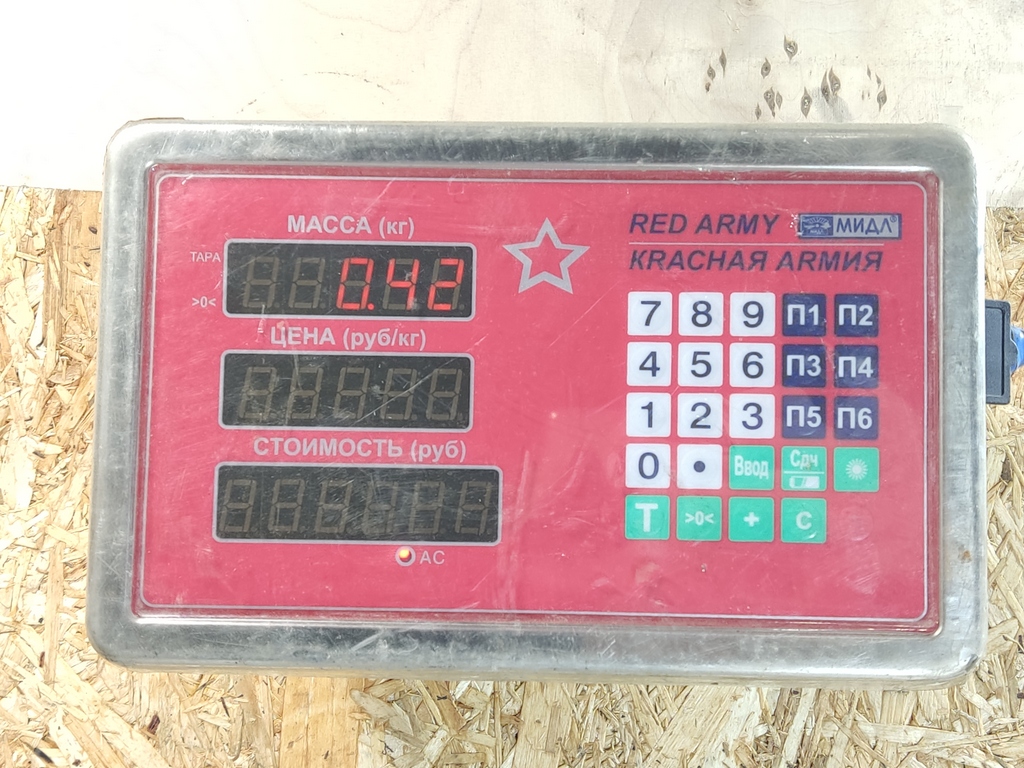 МАССА (кг)
ТАРА
0.42
>0<
ЦЕНА (руб/кг)
СТОИМОСТЬ (руб)
AC
RED ARMY МИДЛ®
КRАСНАЯ АRМИЯ
7 8 9 П1 П2
4 5 6 П3 П4
1 2 3 П5 П6
0 • Ввод Сдч
T >0< + C